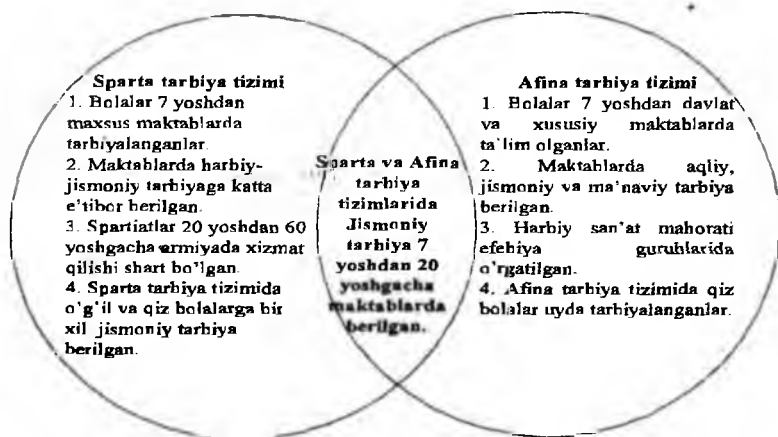 Sparta tarbiya tizimi
1. Bolalar 7 yoshdan
maxsus maktablarda
tarbiyalanganlar.
2. Maktablarda harbiy-
jismoniy tarbiyaga katta
e'tibor berilgan.
3. Spartiatlar 20 yoshdan 60
yoshgacha armiyada xizmat
qilishi shart bo'lgan.
4. Sparta tarbiya tizimida
o'g'il va qiz bolalarga bir
xil jismoniy tarbiya
berilgan.
Sparta va Afina
tarbiya
tizimlarida
Jismoniy
tarbiya 7
yoshdan 20
yoshgacha
maktablarda
berilgan.
Afina tarbiya tizimi
1. Bolalar 7 yoshdan davlat
va xususiy maktablarda
ta'lim olganlar.
2. Maktablarda aqliy,
jismoniy va ma'naviy tarbiya
berilgan.
3. Harbiy san'at mahorati
efebiya guruhlarida
o'rgatilgan.
4. Afina tarbiya tizimida qiz
bolalar uyda tarbiyalanganlar.